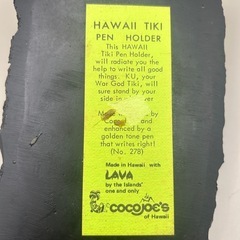 HAWAII TIKI
PEN HOLDER
This HAWAII
Tiki Pen Holder,
will radiate you the
help to write all good
things. KU, your
War God Tiki, will
sure stand by your
side in
by
and
enhanced by a
golden tone pen
that writes right!
(No. 278)
Made in Hawaii with
LAVA
by the Islands'
one and only
COCOJOE'S
of Hawaii